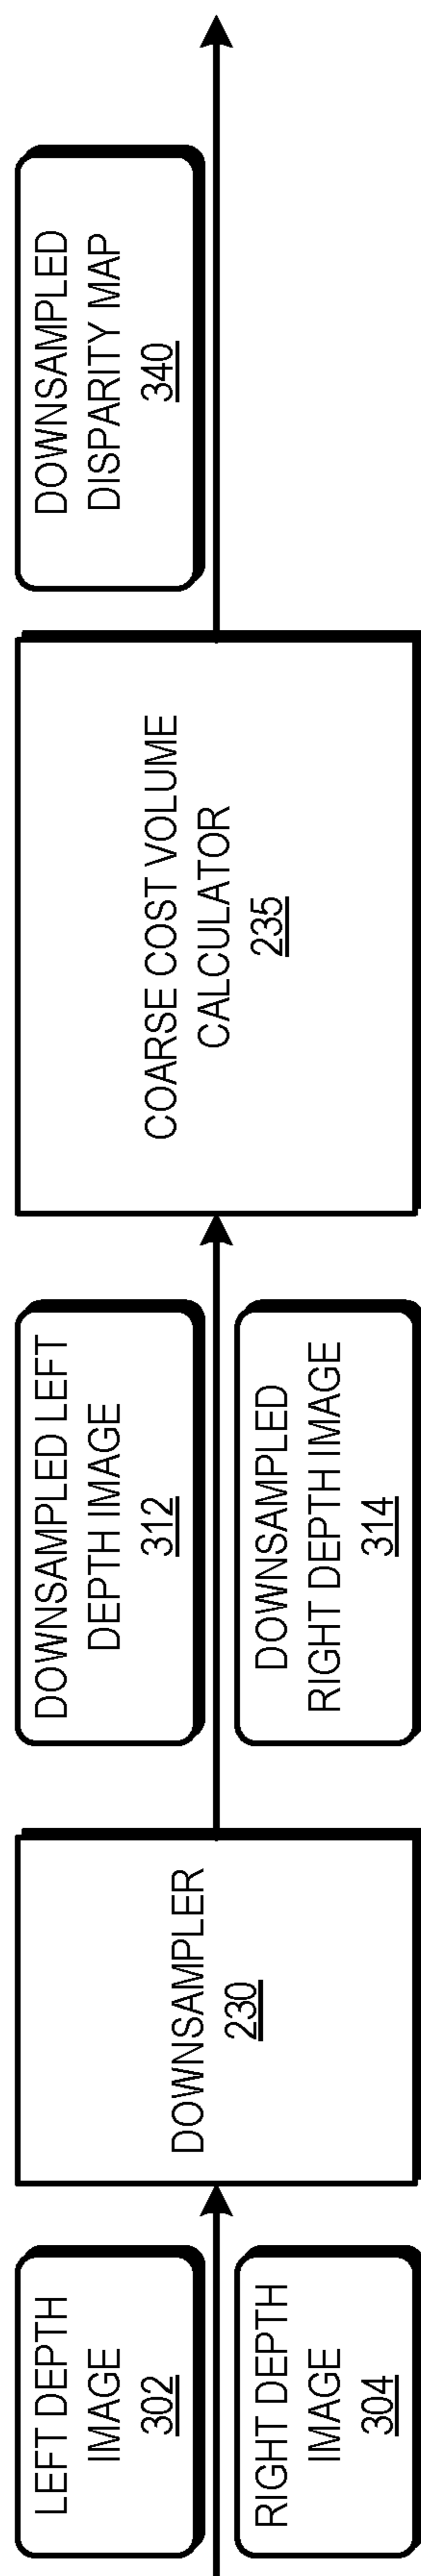 LEFT DEPTH
IMAGE
302
RIGHT DEPTH
IMAGE
304
DOWNSAMPLER
230
DOWNSAMPLED LEFT
DEPTH IMAGE
312
DOWNSAMPLED
RIGHT DEPTH IMAGE
314
COARSE COST VOLUME
CALCULATOR
235
DOWNSAMPLED
DISPARITY MAP
340